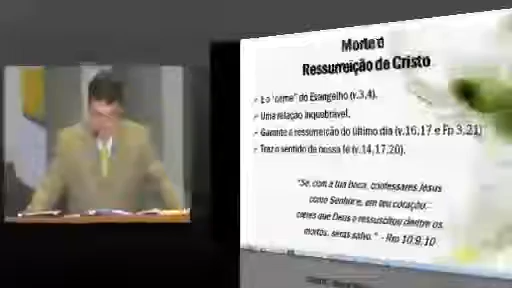 Morte e
Ressurreição de Cristo
É o "cerne" do Evangelho (v.3,4).
Uma relação inquebrável.
Garante a ressurreição do último dia (v.16,17 e Fp 3,21)
Traz o sentido de nossa fé (v.14,17,20).
"Se, com a tua boca, confessares Jesus
como Senhor e, em teu coração,
creres que Deus o ressuscitou dentre os
mortos, serás salvo." - Rm 10:9,10